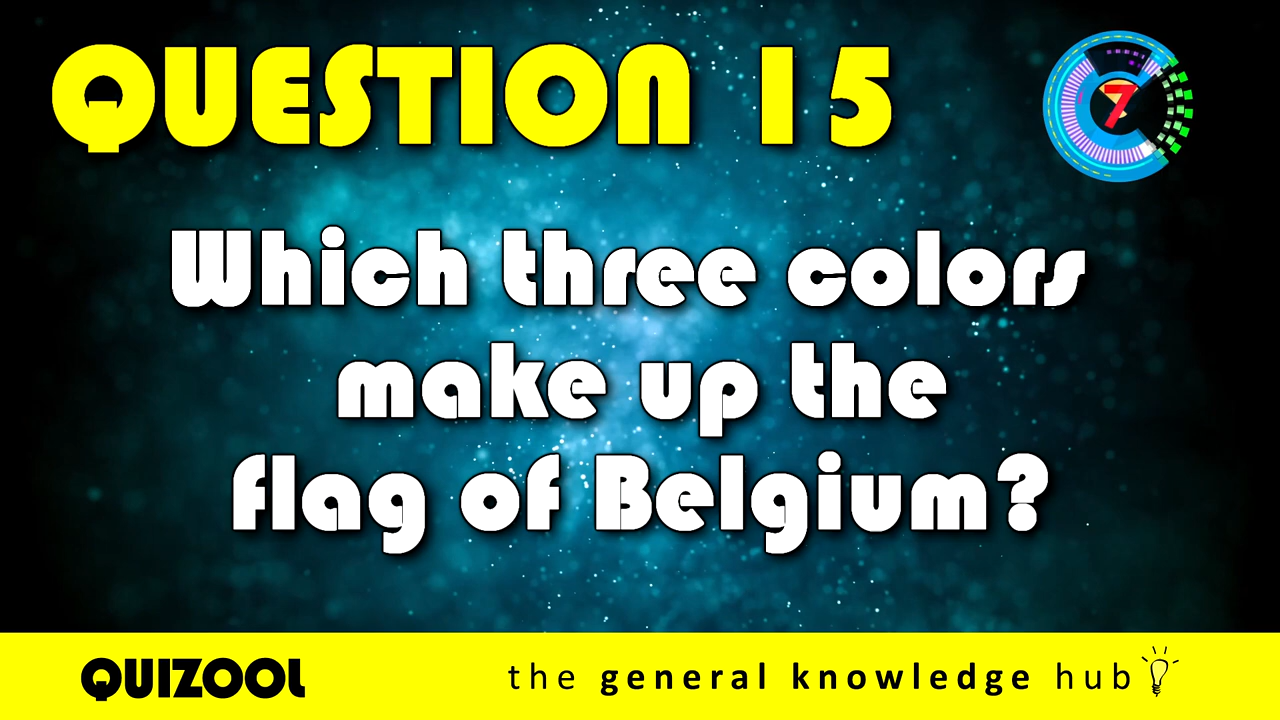 QUESTION 15
7
Which three colors
make up the
flag of Belgium?
QUIZOOL
the general knowledge hub